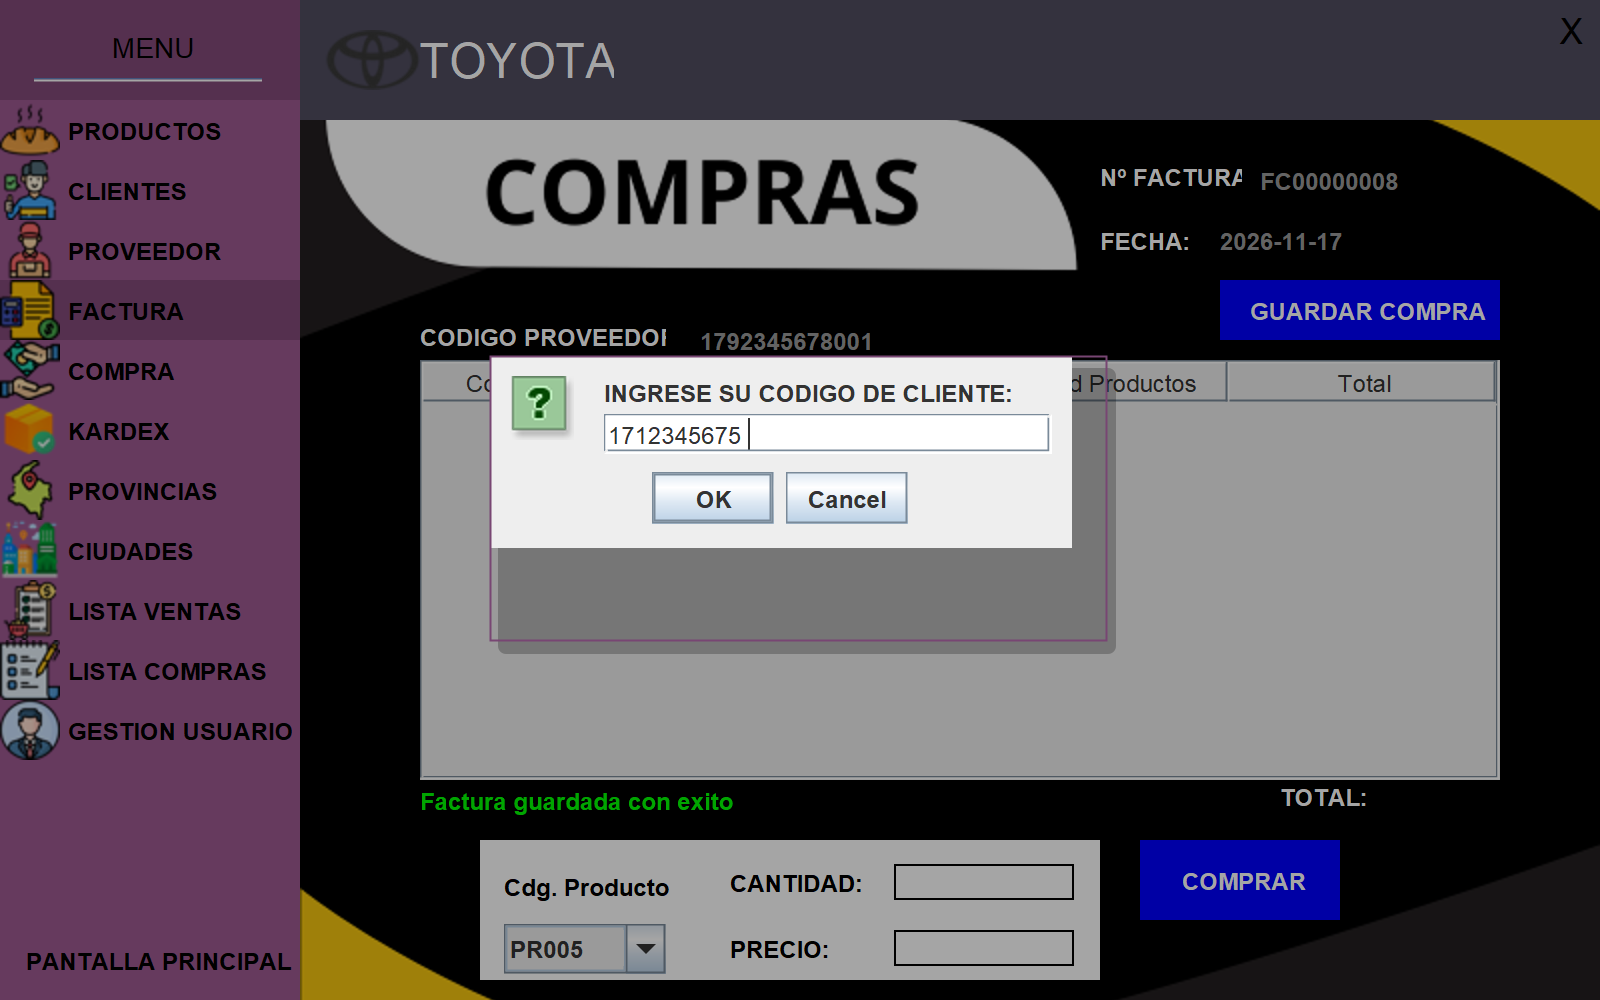 MENU
PRODUCTOS
CLIENTES
PROVEEDOR
FACTURA
COMPRA
KARDEX
PROVINCIAS
CIUDADES
LISTA VENTAS
LISTA COMPRAS
GESTION USUARIO
PANTALLA PRINCIPAL
TOYOTA
X
COMPRAS
Nº FACTURA FC00000008
FECHA: 2026-11-17
GUARDAR COMPRA
CODIGO PROVEEDOR 1792345678001
Productos Total
INGRESE SU CODIGO DE CLIENTE:
1712345675
OK Cancel
Factura guardada con exito
TOTAL:
Cdg. Producto
PR005
CANTIDAD:
PRECIO:
COMPRAR